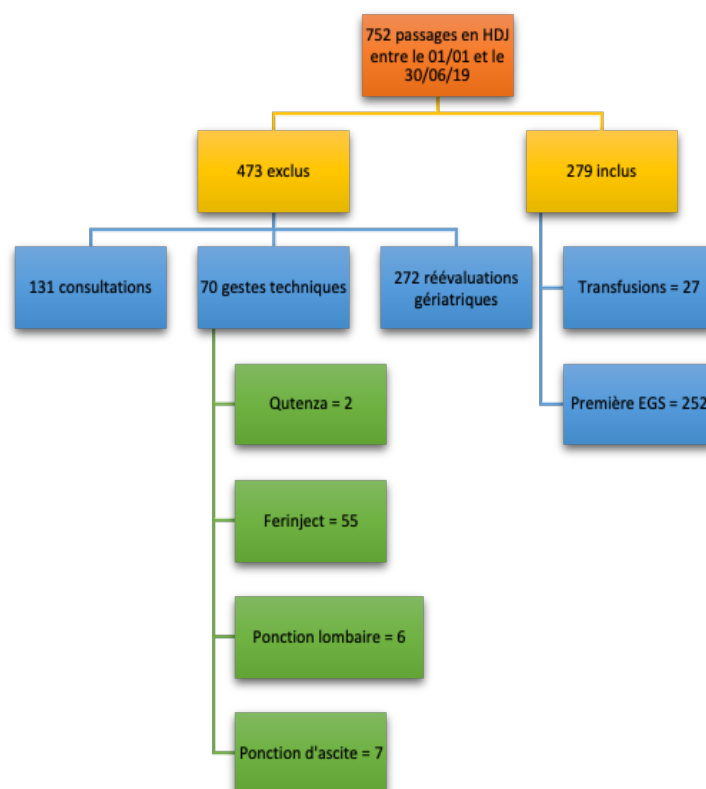 752 passages en HDJ
entre le 01/01 et le
30/06/19
473 exclus
279 inclus
131 consultations
70 gestes techniques
272 réévaluations
gériatriques
Transfusions = 27
Qutenza = 2
Première EGS = 252
Ferinject = 55
Ponction lombaire = 6
Ponction d'ascite = 7